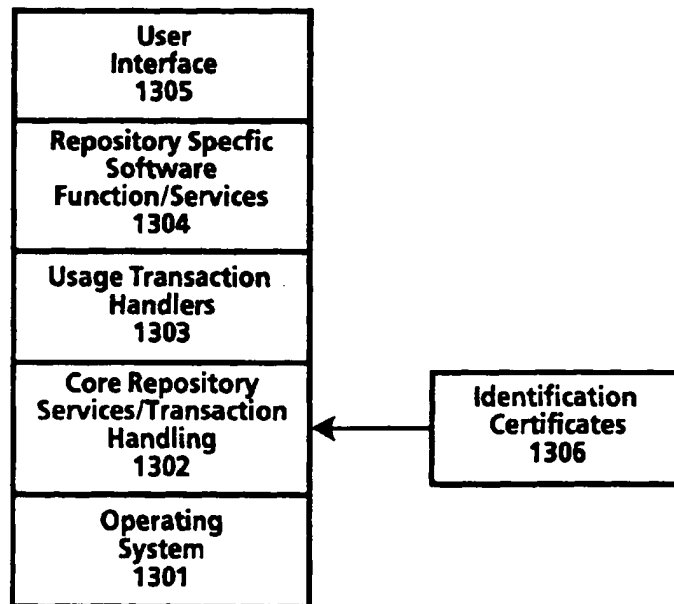 User
Interface
1305
Repository Specfic
Software
Function/Services
1304
Usage Transaction
Handlers
1303
Core Repository
Services/Transaction
Handling
1302
Identification
Certificates
1306
Operating
System
1301